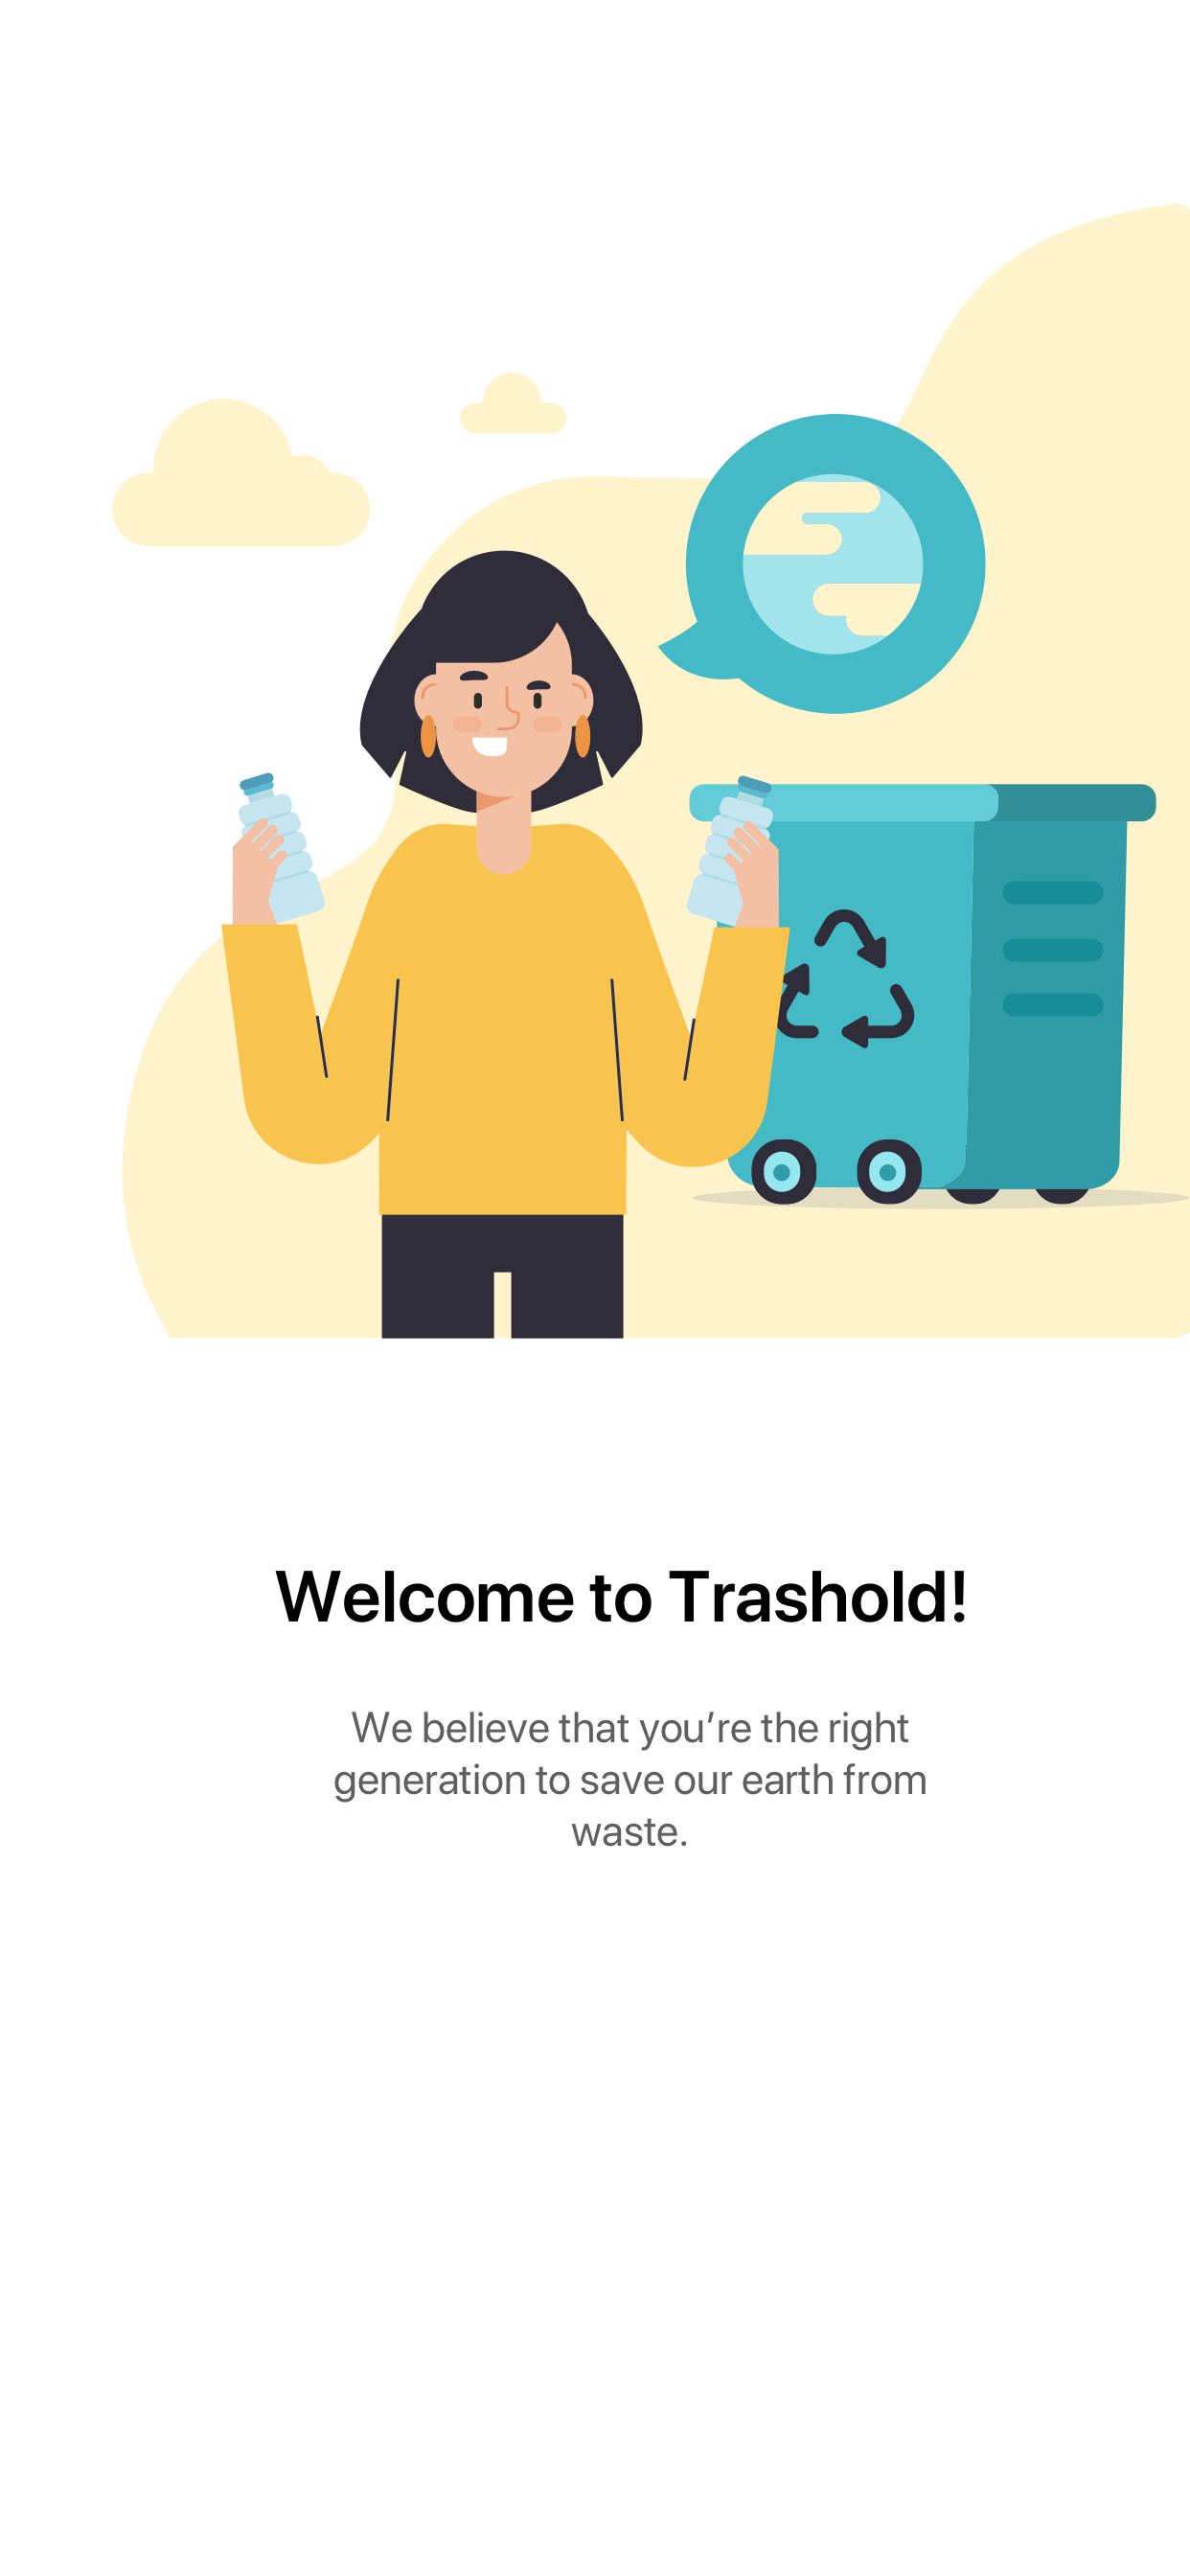 Welcome to Trashold!
We believe that you’re the right
generation to save our earth from
waste.